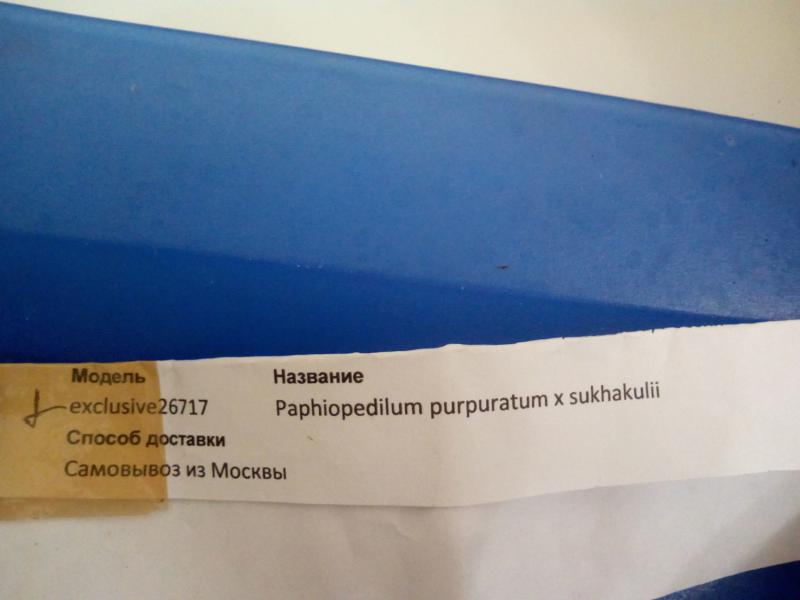 Модель Название
exclusive26717 Paphiopedilum purpuratum x sukhakulii
Способ доставки
Самовывоз из Москвы